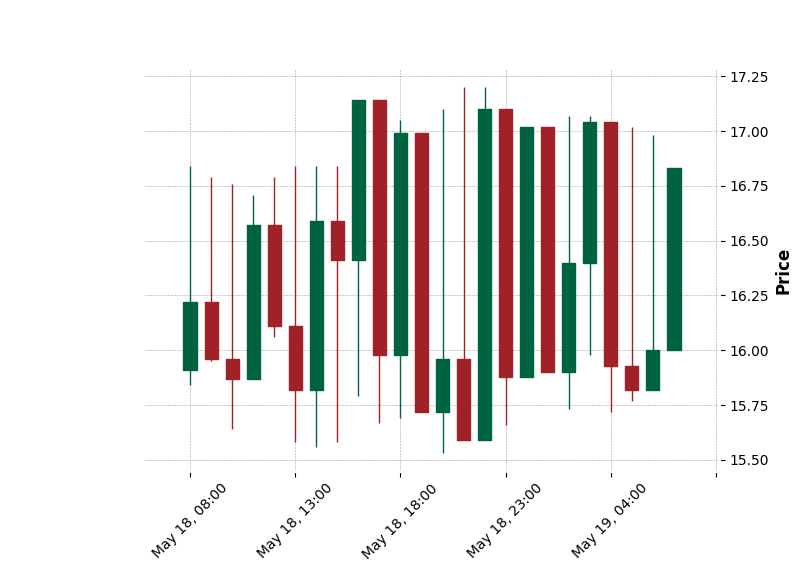 17.25
17.00
16.75
16.50
16.25
16.00
15.75
15.50
Price
May 18, 08:00
May 18, 13:00
May 18, 18:00
May 18, 23:00
May 19, 04:00